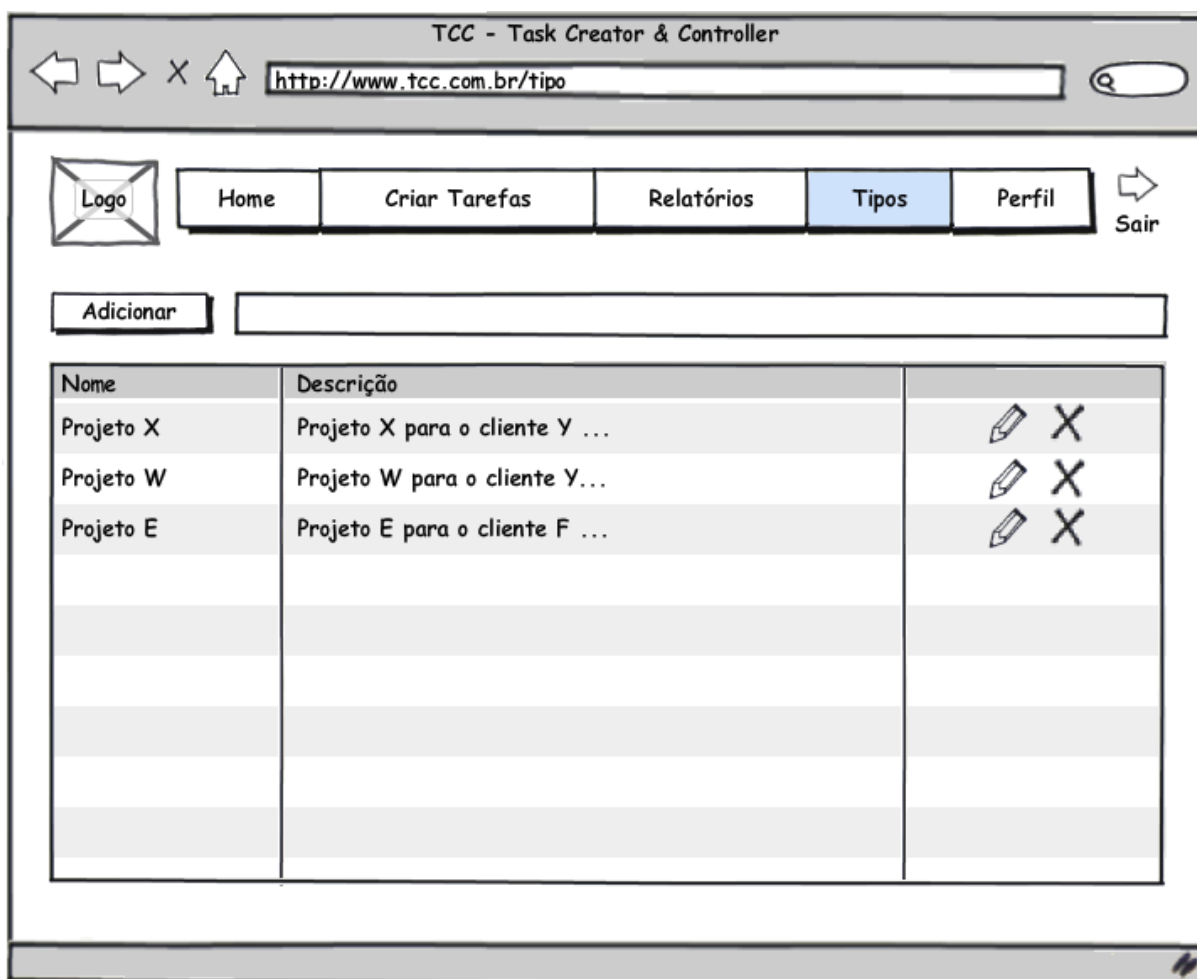 TCC - Task Creator & Controller
http://www.tcc.com.br/tipo
Logo Home Criar Tarefas Relatórios Tipos Perfil Sair
Adicionar
Nome Descrição
Projeto X Projeto X para o cliente Y ...
Projeto W Projeto W para o cliente Y...
Projeto E Projeto E para o cliente F ...